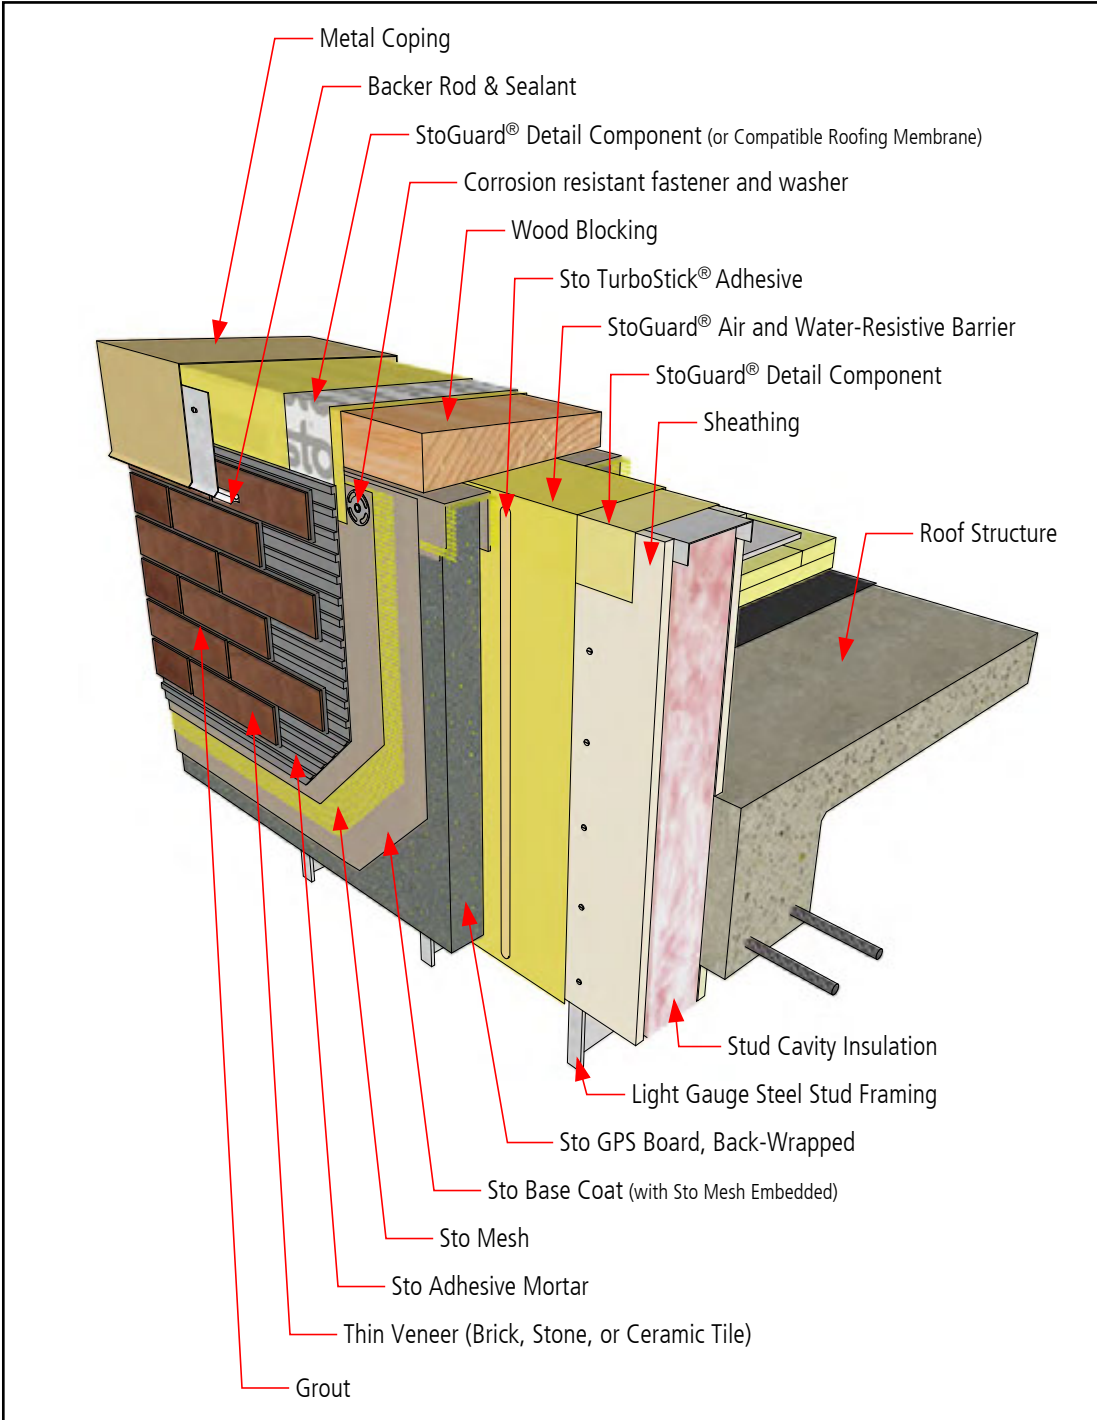 Metal Coping
Backer Rod & Sealant
StoGuard® Detail Component (or Compatible Roofing Membrane)
Corrosion resistant fastener and washer
Wood Blocking
Sto TurboStick® Adhesive
StoGuard® Air and Water-Resistive Barrier
StoGuard® Detail Component
Sheathing
Roof Structure
sto
Stud Cavity Insulation
Light Gauge Steel Stud Framing
Sto GPS Board, Back-Wrapped
Sto Base Coat (with Sto Mesh Embedded)
Sto Mesh
Sto Adhesive Mortar
Thin Veneer (Brick, Stone, or Ceramic Tile)
Grout